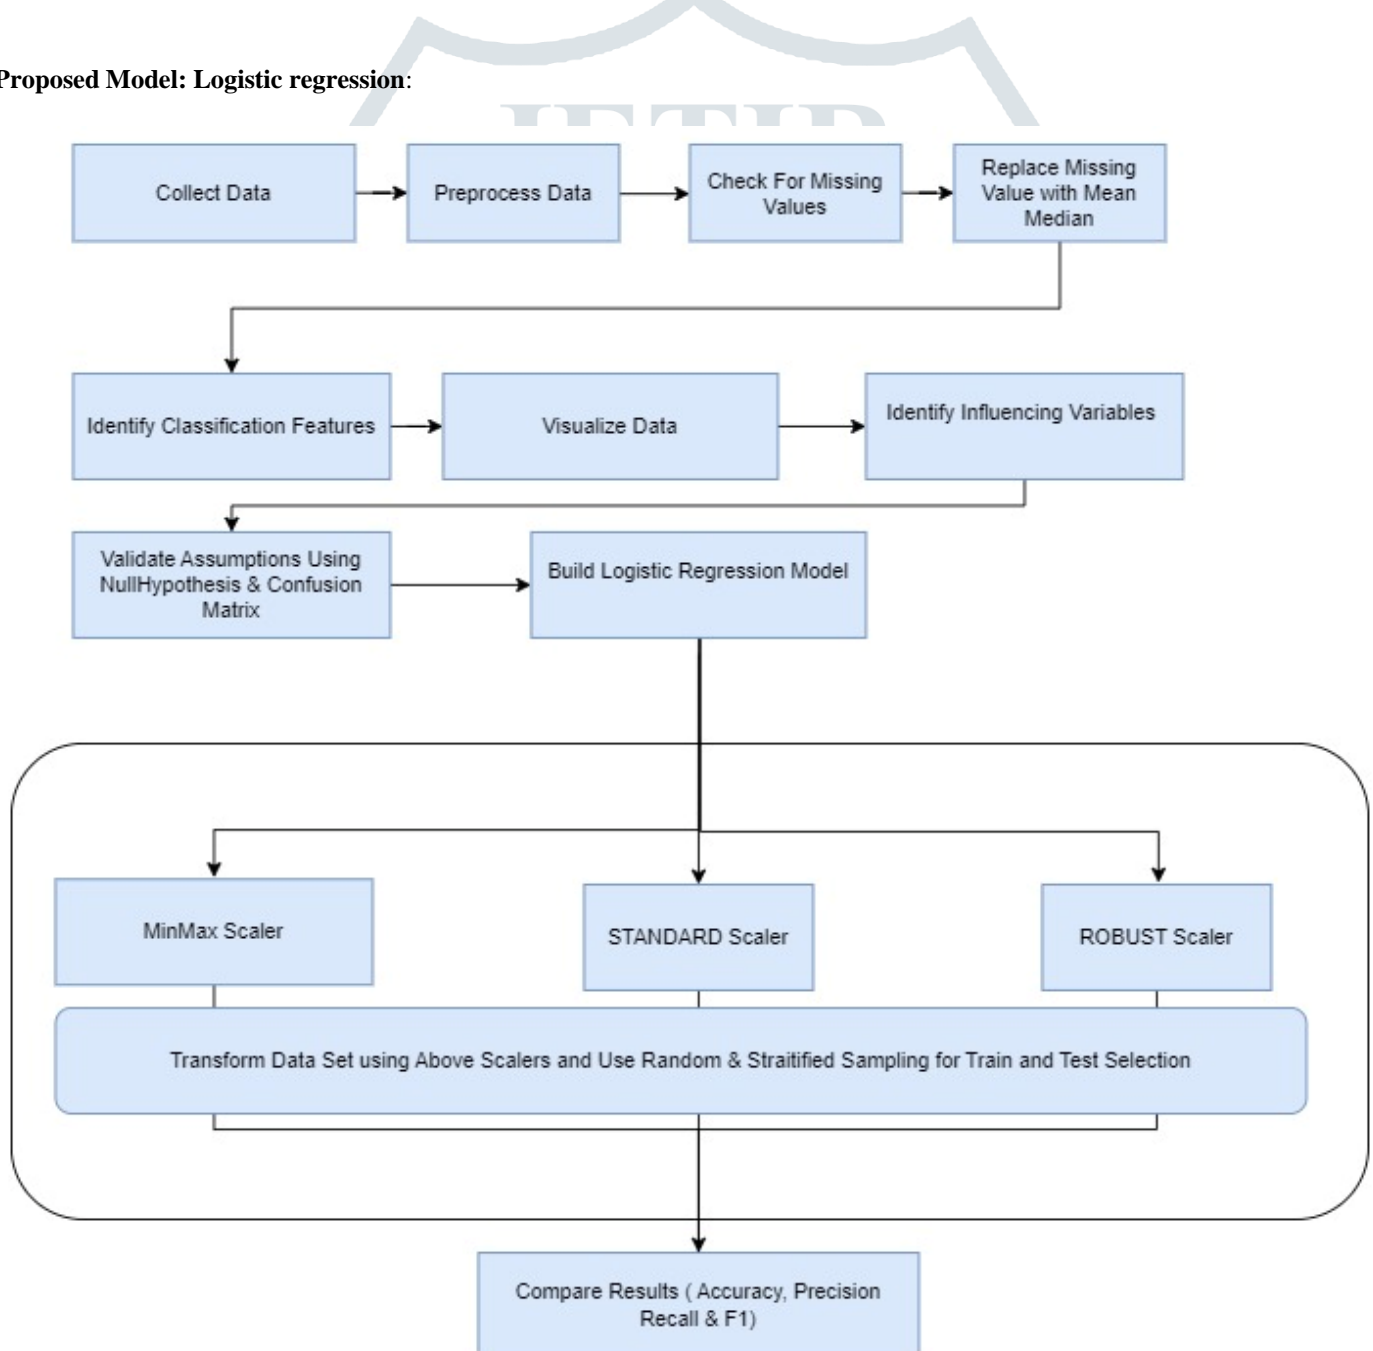 Proposed Model: Logistic regression:
JETIR
Collect Data
Preprocess Data
Check For Missing
Values
Replace Missing
Value with Mean
Median
Identify Classification Features
Visualize Data
Identify Influencing Variables
Validate Assumptions Using
NullHypothesis & Confusion
Matrix
Build Logistic Regression Model
MinMax Scaler
STANDARD Scaler
ROBUST Scaler
Transform Data Set using Above Scalers and Use Random & Straitified Sampling for Train and Test Selection
Compare Results ( Accuracy, Precision
Recall & F1)